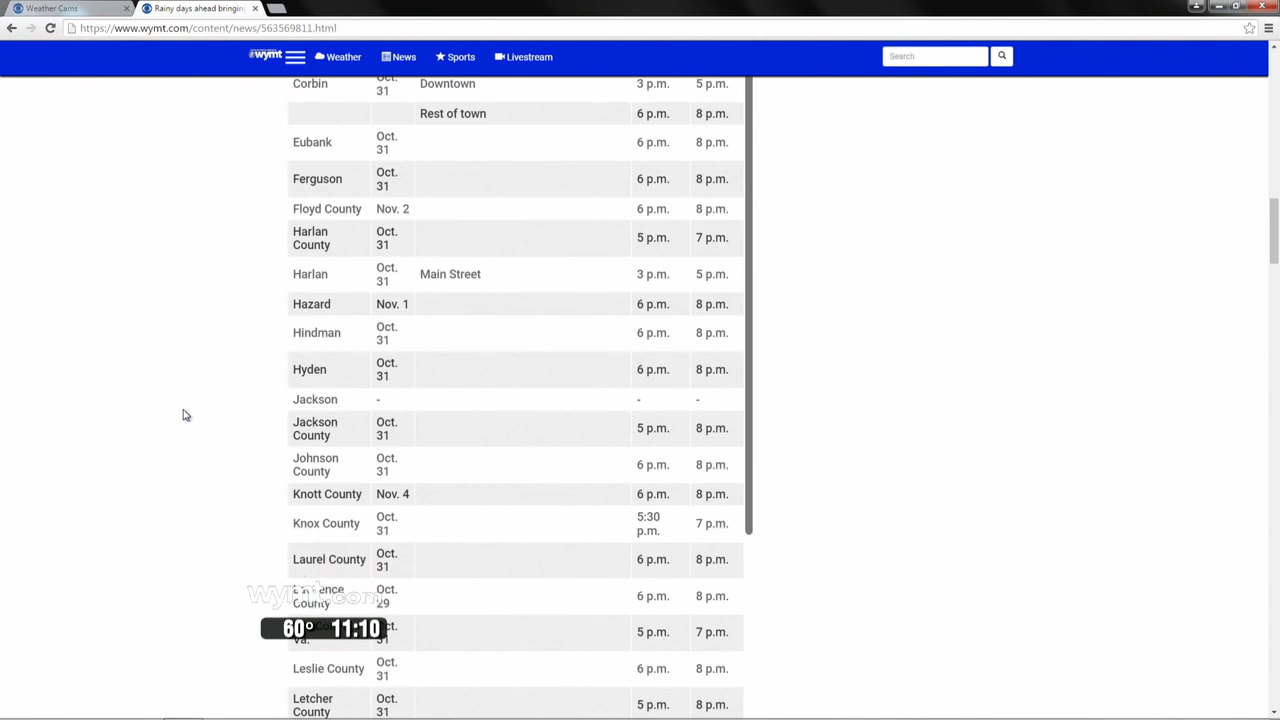 Weather Cams
Rainy days ahead bringing
https://www.wymt.com/content/news/563569811.html
wymt
Weather
News
Sports
Livestream
Search
Corbin Oct. 31 Downtown 3 p.m. 5 p.m.
Rest of town 6 p.m. 8 p.m.
Eubank Oct. 31 6 p.m. 8 p.m.
Ferguson Oct. 31 6 p.m. 8 p.m.
Floyd County Nov. 2 6 p.m. 8 p.m.
Harlan County Oct. 31 5 p.m. 7 p.m.
Harlan Oct. 31 Main Street 3 p.m. 5 p.m.
Hazard Nov. 1 6 p.m. 8 p.m.
Hindman Oct. 31 6 p.m. 8 p.m.
Hyden Oct. 31 6 p.m. 8 p.m.
Jackson - - -
Jackson County Oct. 31 5 p.m. 8 p.m.
Johnson County Oct. 31 6 p.m. 8 p.m.
Knott County Nov. 4 6 p.m. 8 p.m.
Knox County Oct. 31 5:30 p.m. 7 p.m.
Laurel County Oct. 31 6 p.m. 8 p.m.
County Oct. 29 6 p.m. 8 p.m.
wymt.com
60° 11:10
Va. 5 p.m. 7 p.m.
Leslie County Oct. 31 6 p.m. 8 p.m.
Letcher County Oct. 31 5 p.m. 8 p.m.